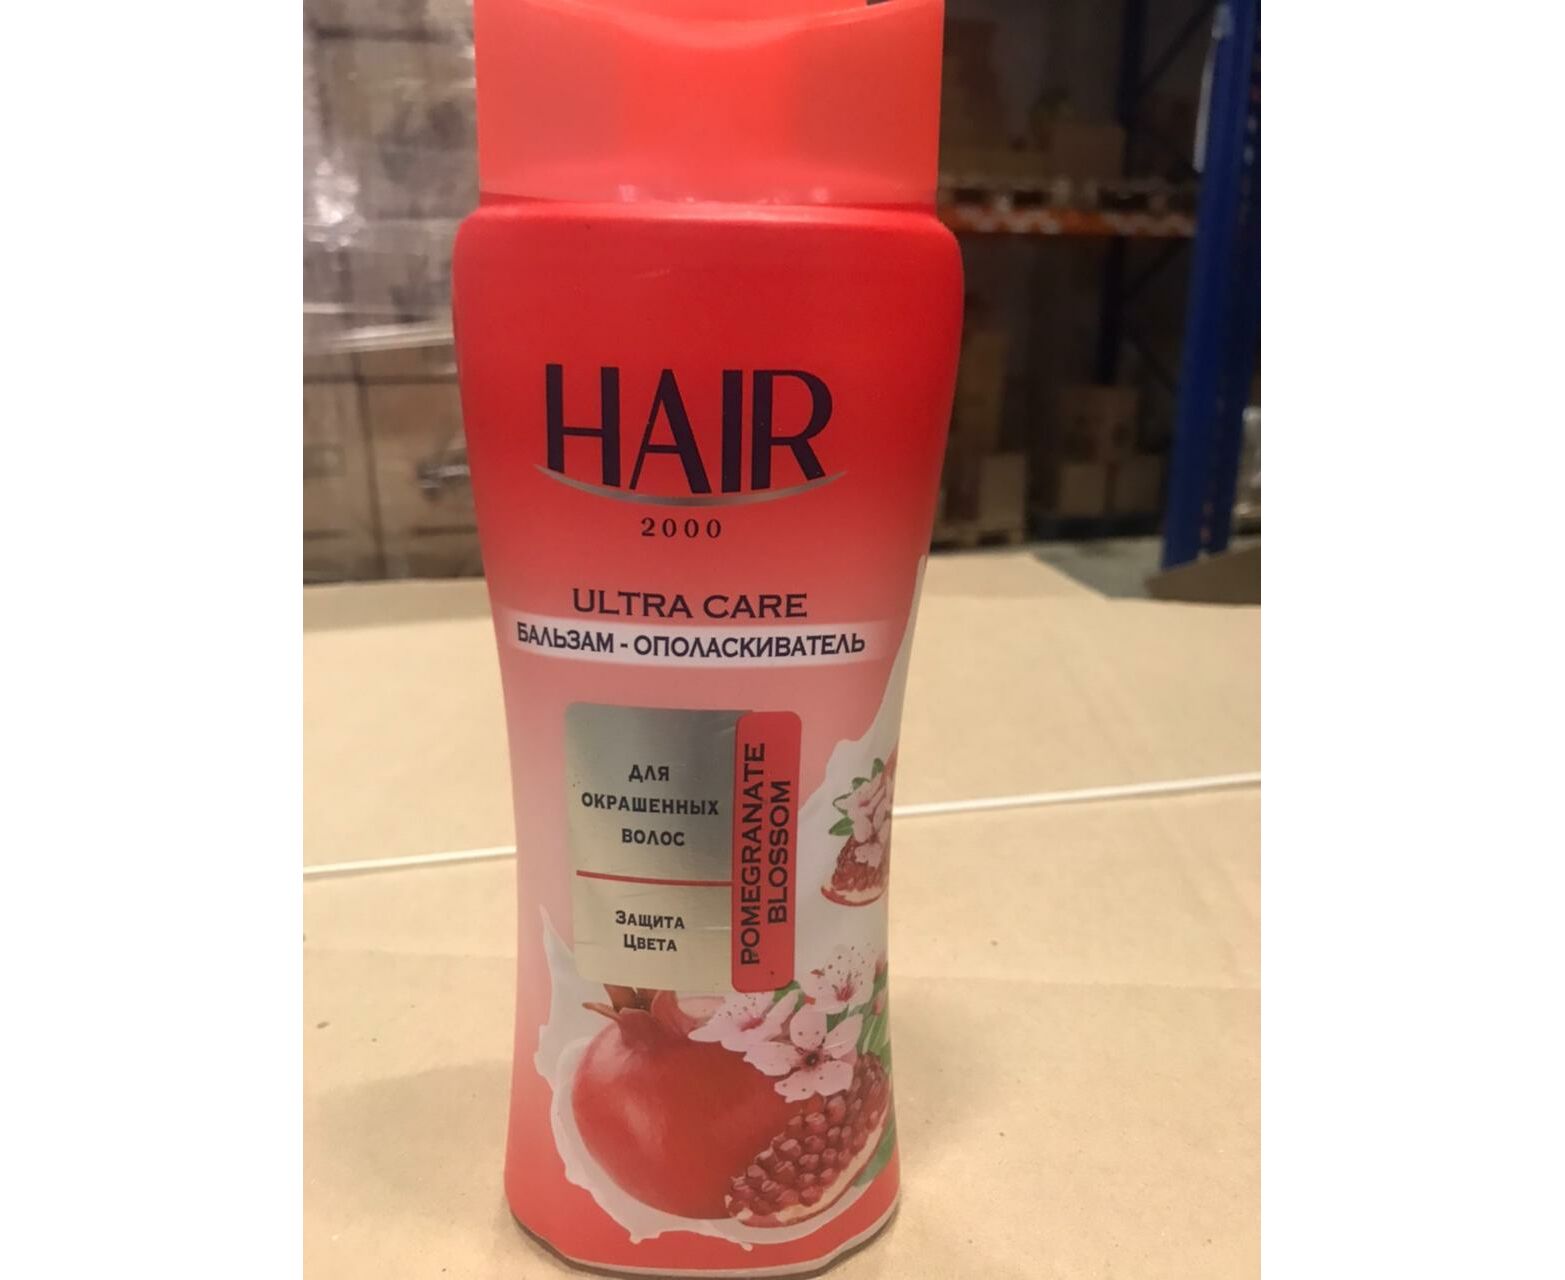 HAIR
2000
ULTRA CARE
БАЛЬЗАМ - ОПОЛАСКИВАТЕЛЬ
ДЛЯ
ОКРАШЕННЫХ
ВОЛОС
ЗАЩИТА
ЦВЕТА
POMEGRANATE
BLOSSOM